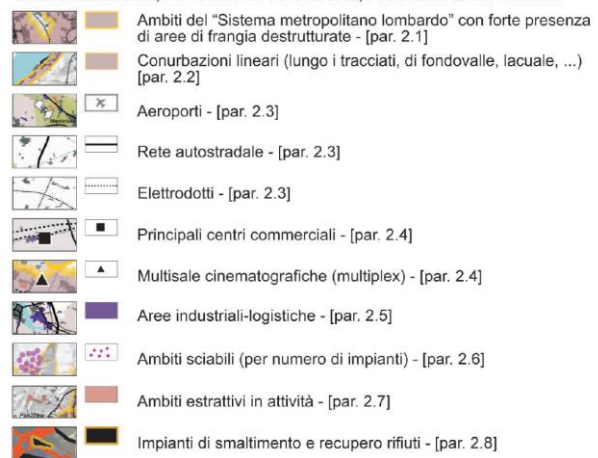 Ambiti del “Sistema metropolitano lombardo” con forte presenza
di aree di frangia destrutturate - [par. 2.1]
Conurbazioni lineari (lungo i tracciati, di fondovalle, lacuale, ...)
[par. 2.2]
Aeroporti - [par. 2.3]
Rete autostradale - [par. 2.3]
Elettrodotti - [par. 2.3]
Principali centri commerciali - [par. 2.4]
Multisale cinematografiche (multiplex) - [par. 2.4]
Aree industriali-logistiche - [par. 2.5]
Ambiti sciabili (per numero di impianti) - [par. 2.6]
Ambiti estrattivi in attività - [par. 2.7]
Impianti di smaltimento e recupero rifiuti - [par. 2.8]